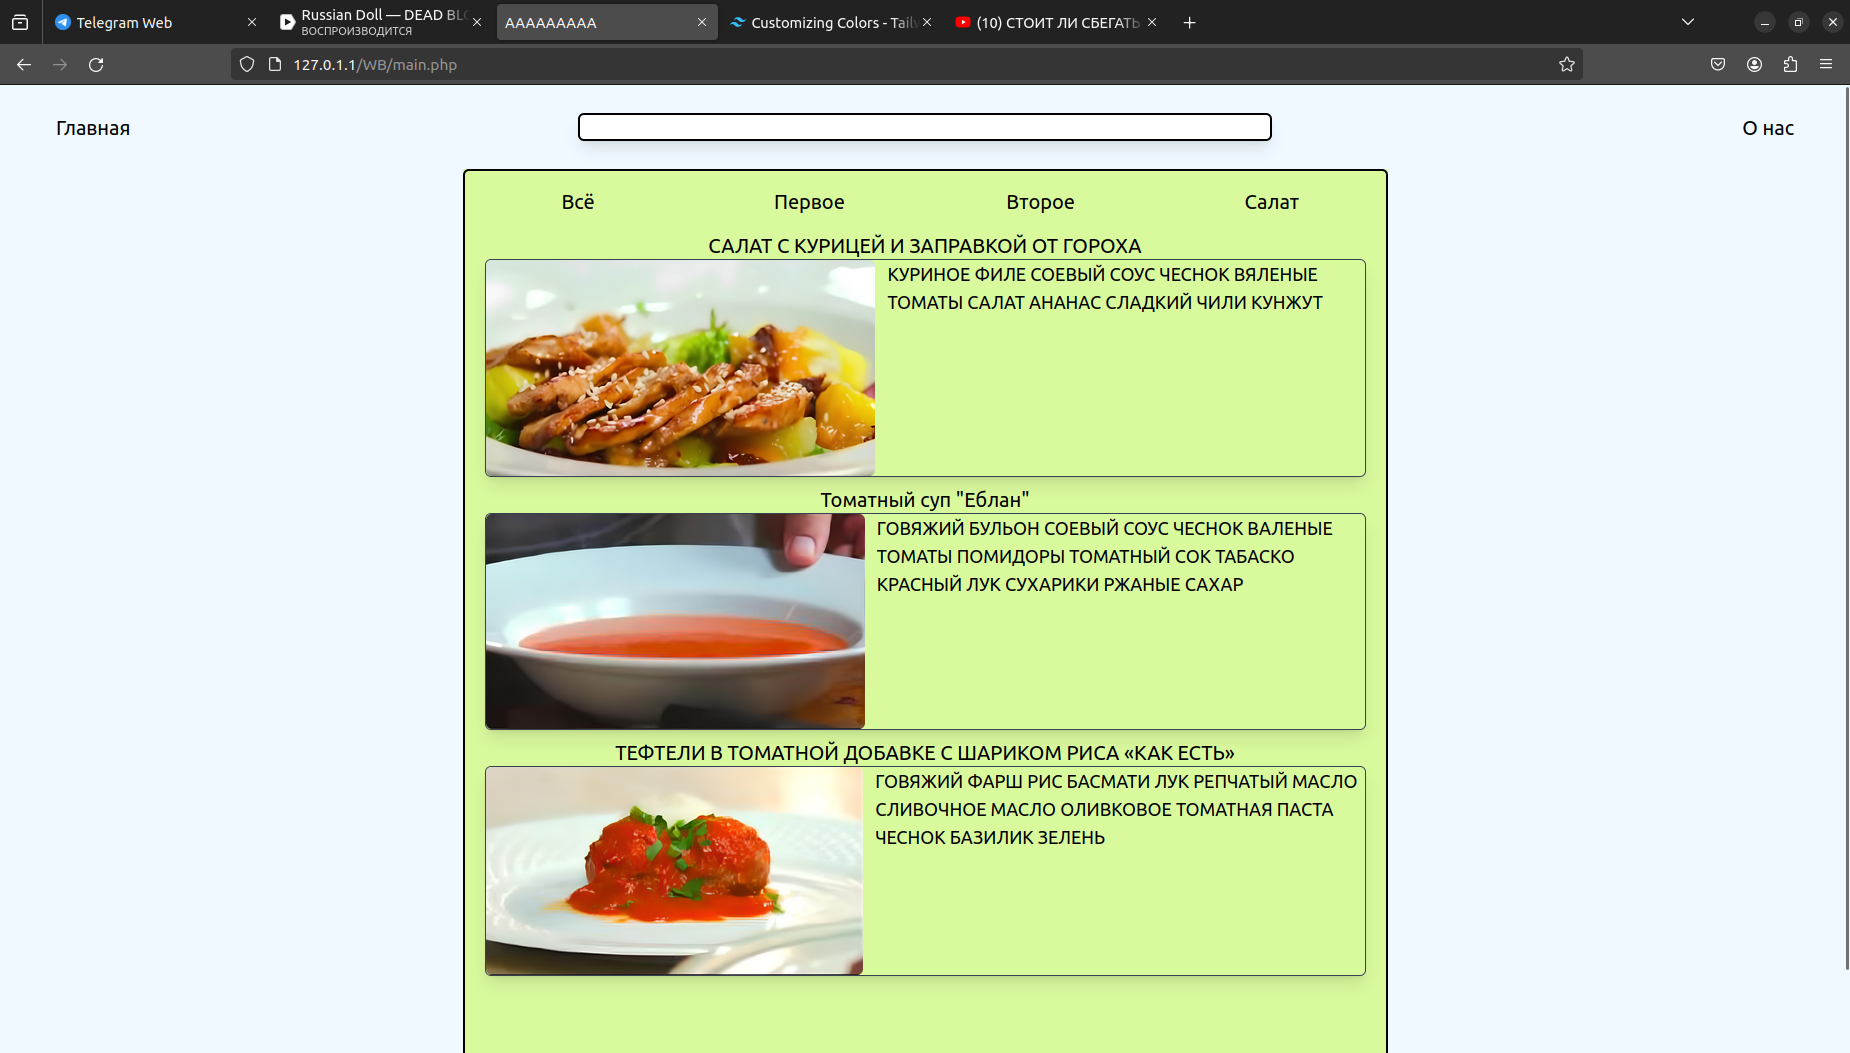 Telegram Web
Russian Doll — DEAD BLO
ВОСПРОИЗВОДИТСЯ
AAAAAAAAA
Customizing Colors - Tailw
(10) СТОИТ ЛИ СБЕГАТЬ
127.0.1.1/WB/main.php
Главная
О нас
Всё
Первое
Второе
Салат
САЛАТ С КУРИЦЕЙ И ЗАПРАВКОЙ ОТ ГОРОХА
КУРИНОЕ ФИЛЕ СОЕВЫЙ СОУС ЧЕСНОК ВЯЛЕНЫЕ
ТОМАТЫ САЛАТ АНАНАС СЛАДКИЙ ЧИЛИ КУНЖУТ
Томатный суп "Еблан"
ГОВЯЖИЙ БУЛЬОН СОЕВЫЙ СОУС ЧЕСНОК ВАЛЕНЫЕ
ТОМАТЫ ПОМИДОРЫ ТОМАТНЫЙ СОК ТАБАСКО
КРАСНЫЙ ЛУК СУХАРИКИ РЖАНЫЕ САХАР
ТЕФТЕЛИ В ТОМАТНОЙ ДОБАВКЕ С ШАРИКОМ РИСА «КАК ЕСТЬ»
ГОВЯЖИЙ ФАРШ РИС БАСМАТИ ЛУК РЕПЧАТЫЙ МАСЛО
СЛИВОЧНОЕ МАСЛО ОЛИВКОВОЕ ТОМАТНАЯ ПАСТА
ЧЕСНОК БАЗИЛИК ЗЕЛЕНЬ